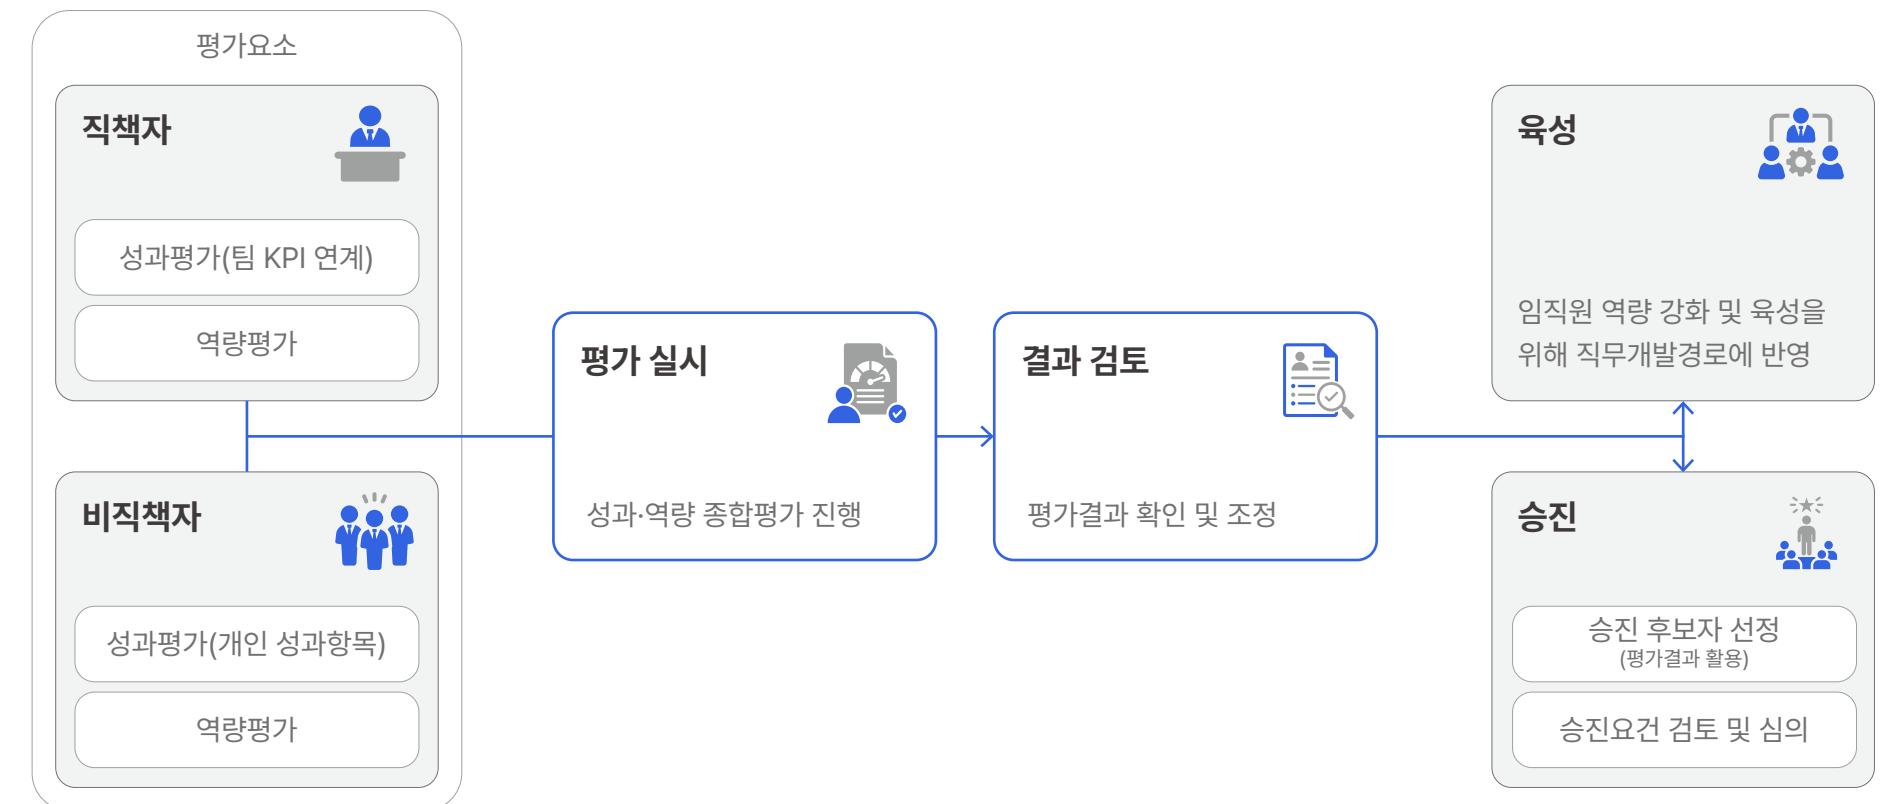 평가요소
직책자
성과평가(팀 KPI 연계)
역량평가
비직책자
성과평가(개인 성과항목)
역량평가
평가 실시
성과·역량 종합평가 진행
결과 검토
평가결과 확인 및 조정
육성
임직원 역량 강화 및 육성을
위해 직무개발경로에 반영
승진
승진 후보자 선정
(평가결과 활용)
승진요건 검토 및 심의